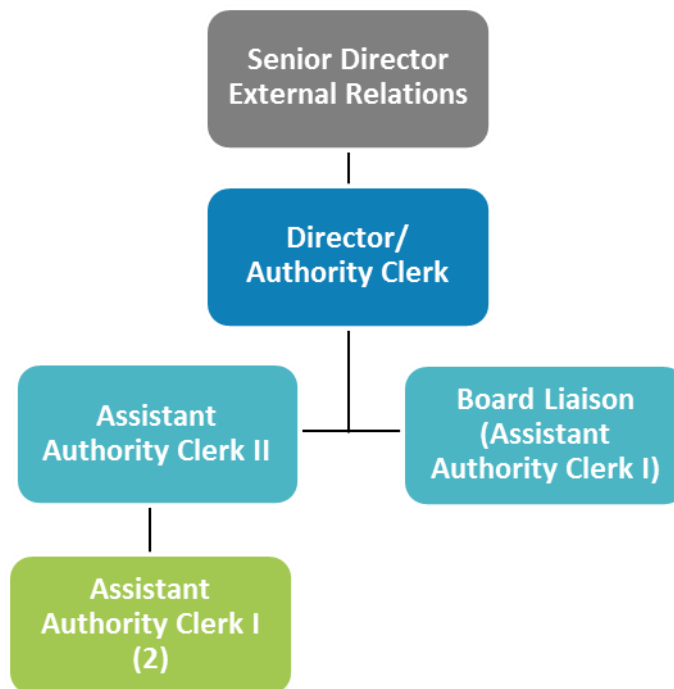 Senior Director
External Relations
Director/
Authority Clerk
Assistant
Authority Clerk II
Board Liaison
(Assistant
Authority Clerk I)
Assistant
Authority Clerk I
(2)